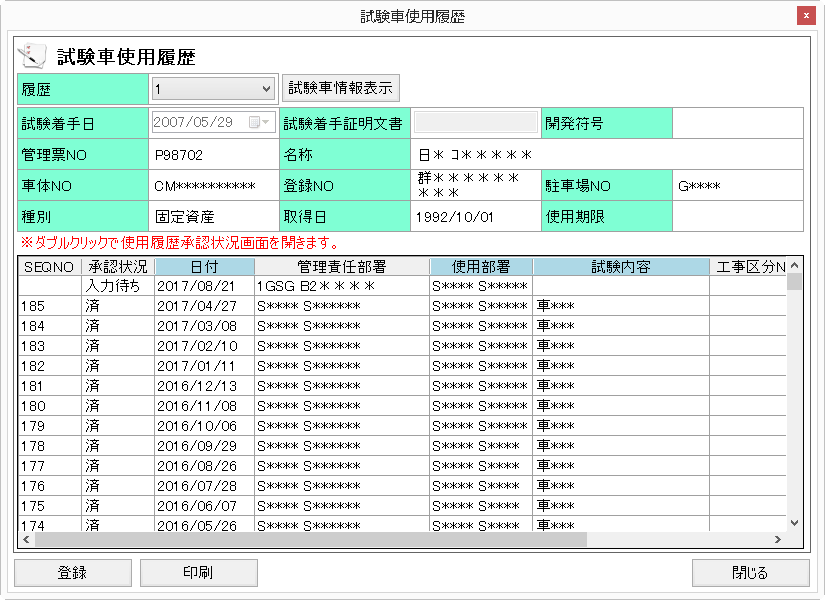 試験車使用履歴
x
試験車使用履歴
履歴 1 試験車情報表示
試験着手日 2007/05/29 試験着手証明文書 開発符号
管理票NO P98702 名称 日* コ*****
車体NO CM********** 登録NO 群****** 駐車場NO G****
***
種別 固定資産 取得日 1992/10/01 使用期限
※ダブルクリックで使用履歴承認状況画面を開きます。
SEQNO 承認状況 日付 管理責任部署 使用部署 試験内容 工事区分N
入力待ち 2017/08/21 1GSG B2**** S**** S*****
185 済 2017/04/27 S**** S****** S**** S***** 車***
184 済 2017/03/08 S**** S****** S**** S***** 車***
183 済 2017/02/10 S**** S****** S**** S***** 車***
182 済 2017/01/11 S**** S****** S**** S***** 車***
181 済 2016/12/13 S**** S****** S**** S***** 車***
180 済 2016/11/08 S**** S****** S**** S***** 車***
179 済 2016/10/06 S**** S****** S**** S***** 車***
178 済 2016/09/29 S**** S****** S**** S**** 車***
177 済 2016/08/26 S**** S****** S**** S**** 車***
176 済 2016/07/28 S**** S****** S**** S**** 車***
175 済 2016/06/07 S**** S****** S**** S**** 車***
174 済 2016/05/26 S**** S****** S**** S**** 車***
登録 印刷 閉じる